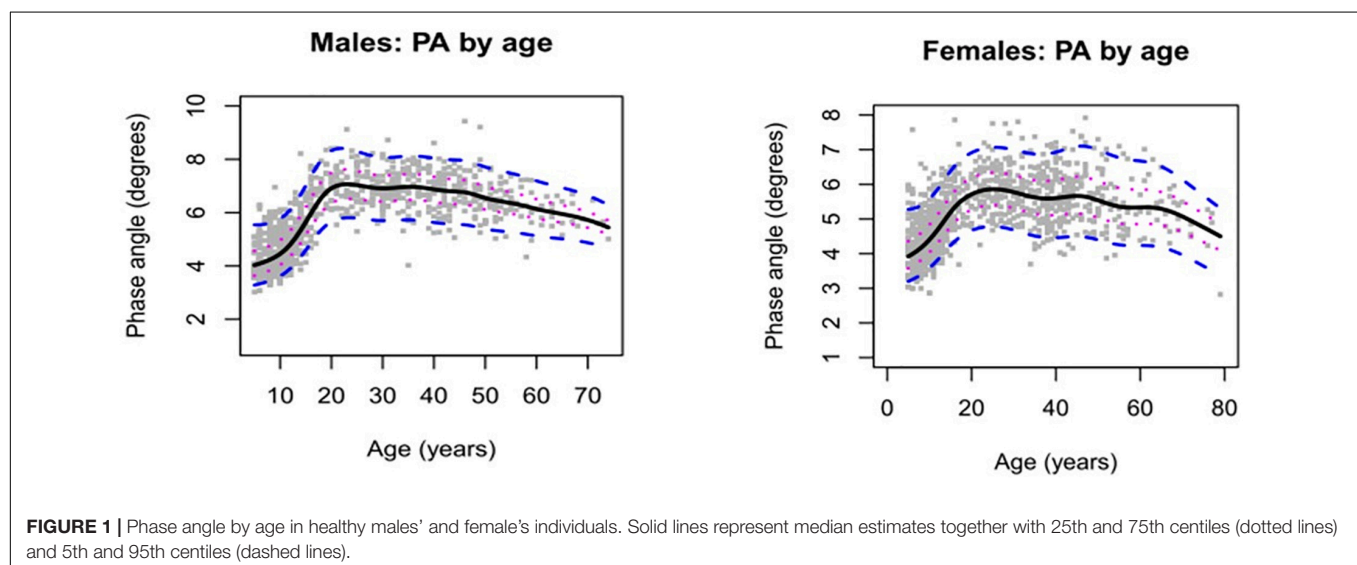 Males: PA by age
Phase angle (degrees)
10
8
6
4
2
10 20 30 40 50 60 70
Age (years)
Females: PA by age
Phase angle (degrees)
8
7
6
5
4
3
2
1
0 20 40 60 80
Age (years)
FIGURE 1 | Phase angle by age in healthy males’ and female’s individuals. Solid lines represent median estimates together with 25th and 75th centiles (dotted lines)
and 5th and 95th centiles (dashed lines).